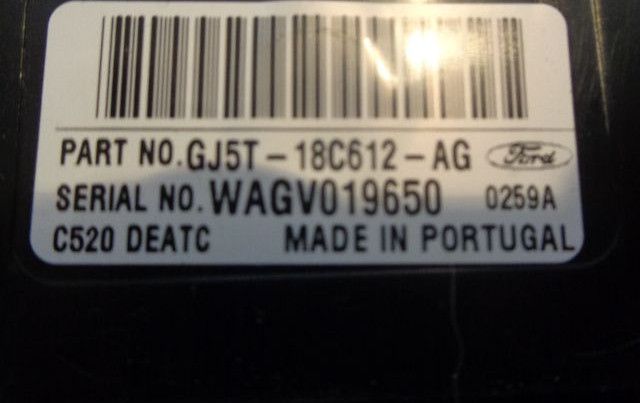 PART NO.GJ5T-18C612-AG Ford
SERIAL NO.WAGV019650 0259A
C520 DEATC MADE IN PORTUGAL